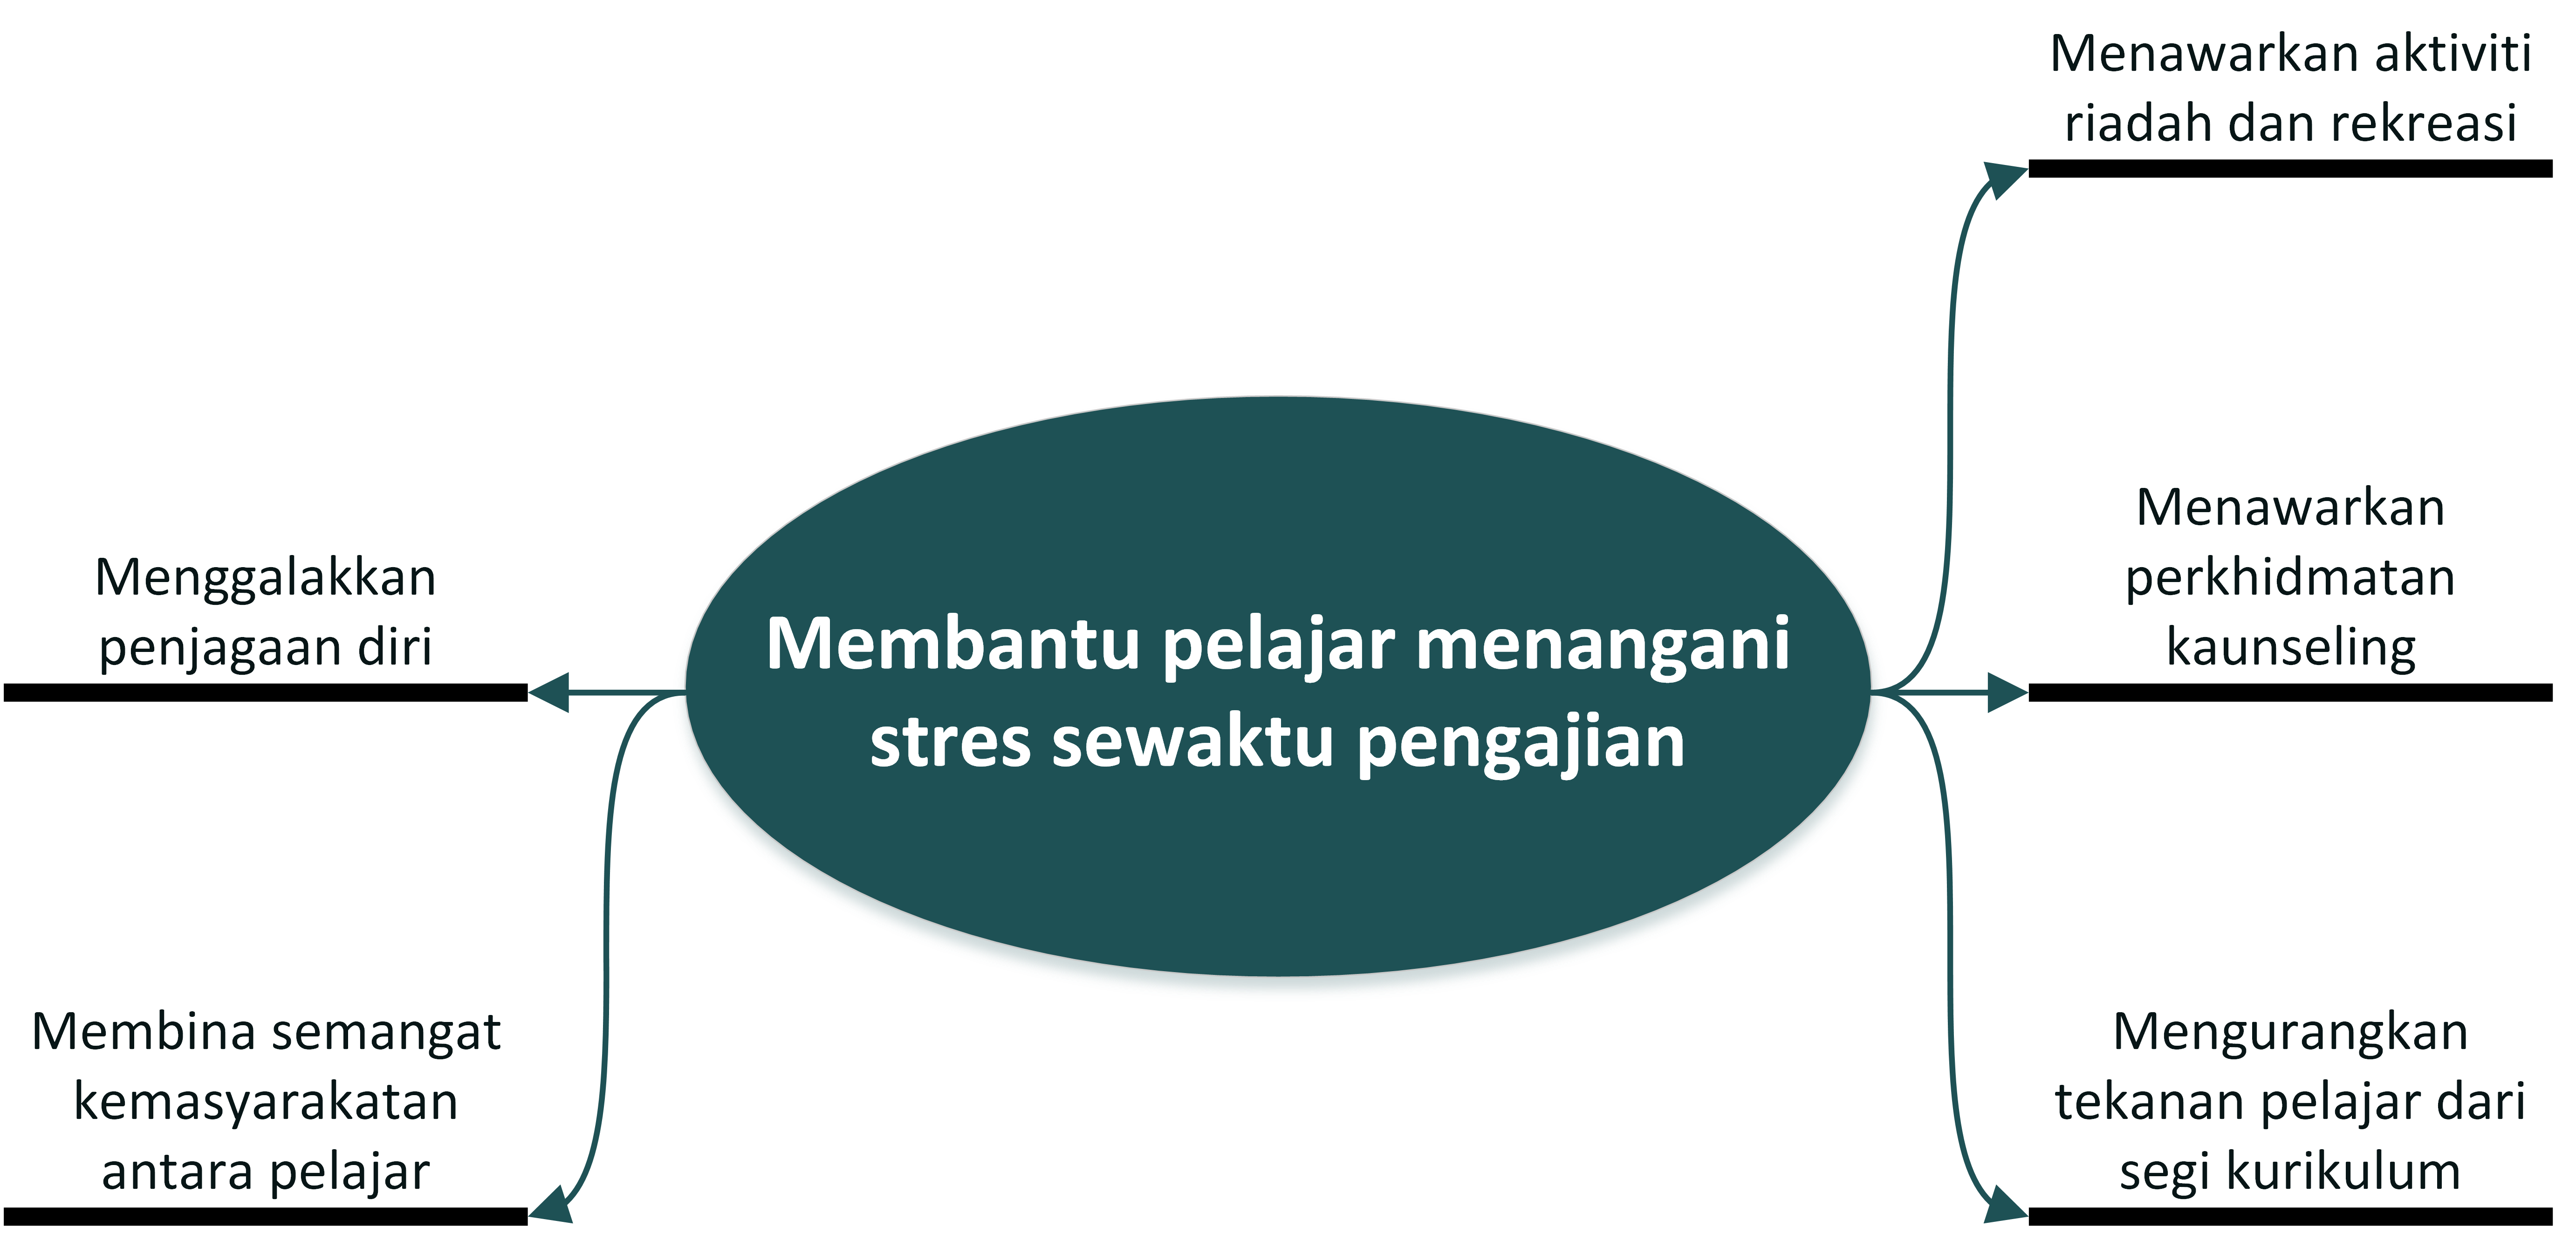 Menawarkan aktiviti
riadah dan rekreasi
Menggalakkan
penjagaan diri
Membantu pelajar menangani
stres sewaktu pengajian
Menawarkan
perkhidmatan
kaunseling
Membina semangat
kemasyarakatan
antara pelajar
Mengurangkan
tekanan pelajar dari
segi kurikulum